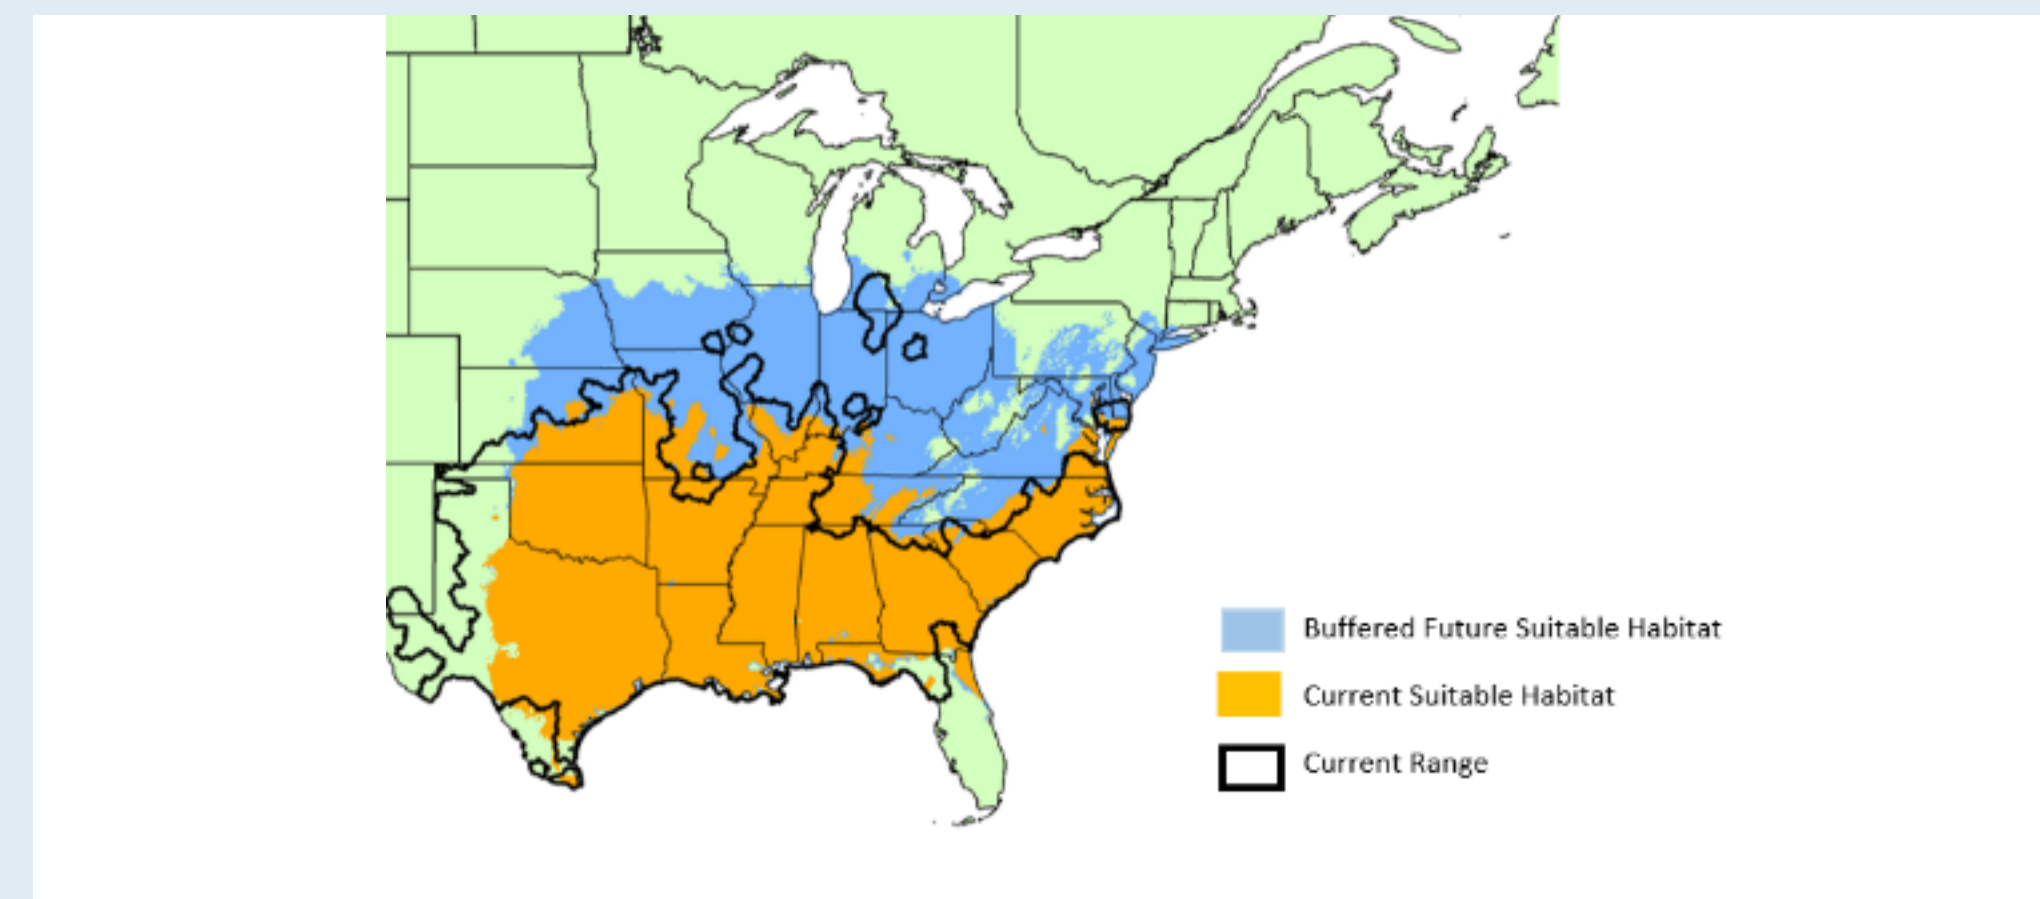 Buffered Future Suitable Habitat
Current Suitable Habitat
Current Range